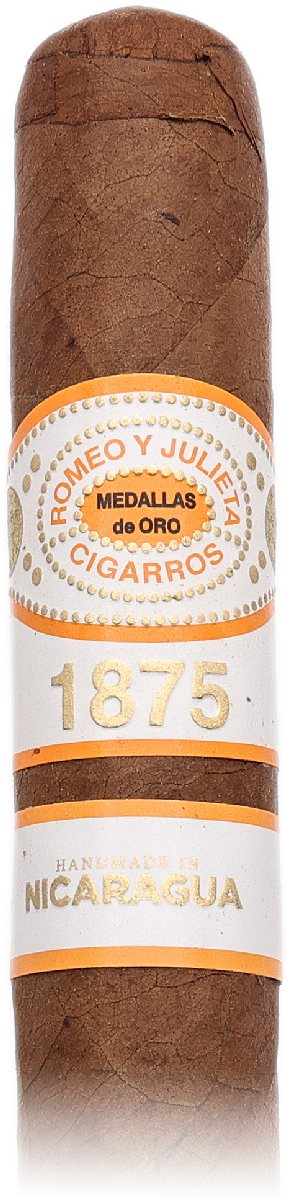 ROMEO Y JULIETA
MEDALLAS
de ORO
CIGARROS
1875
HANDMADE IN
NICARAGUA